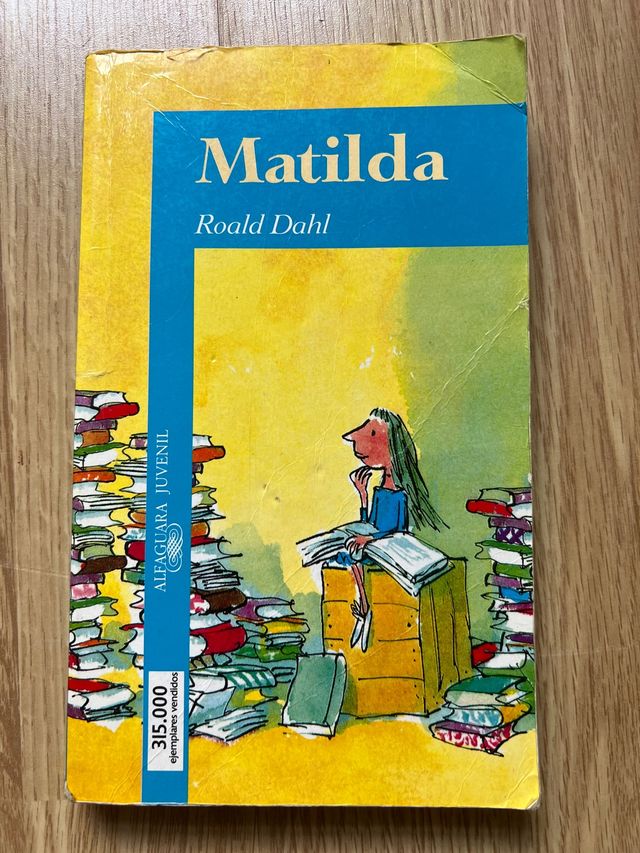 Matilda
Roald Dahl
ALFAGUARA JUVENIL
315.000
ejemplares vendidos